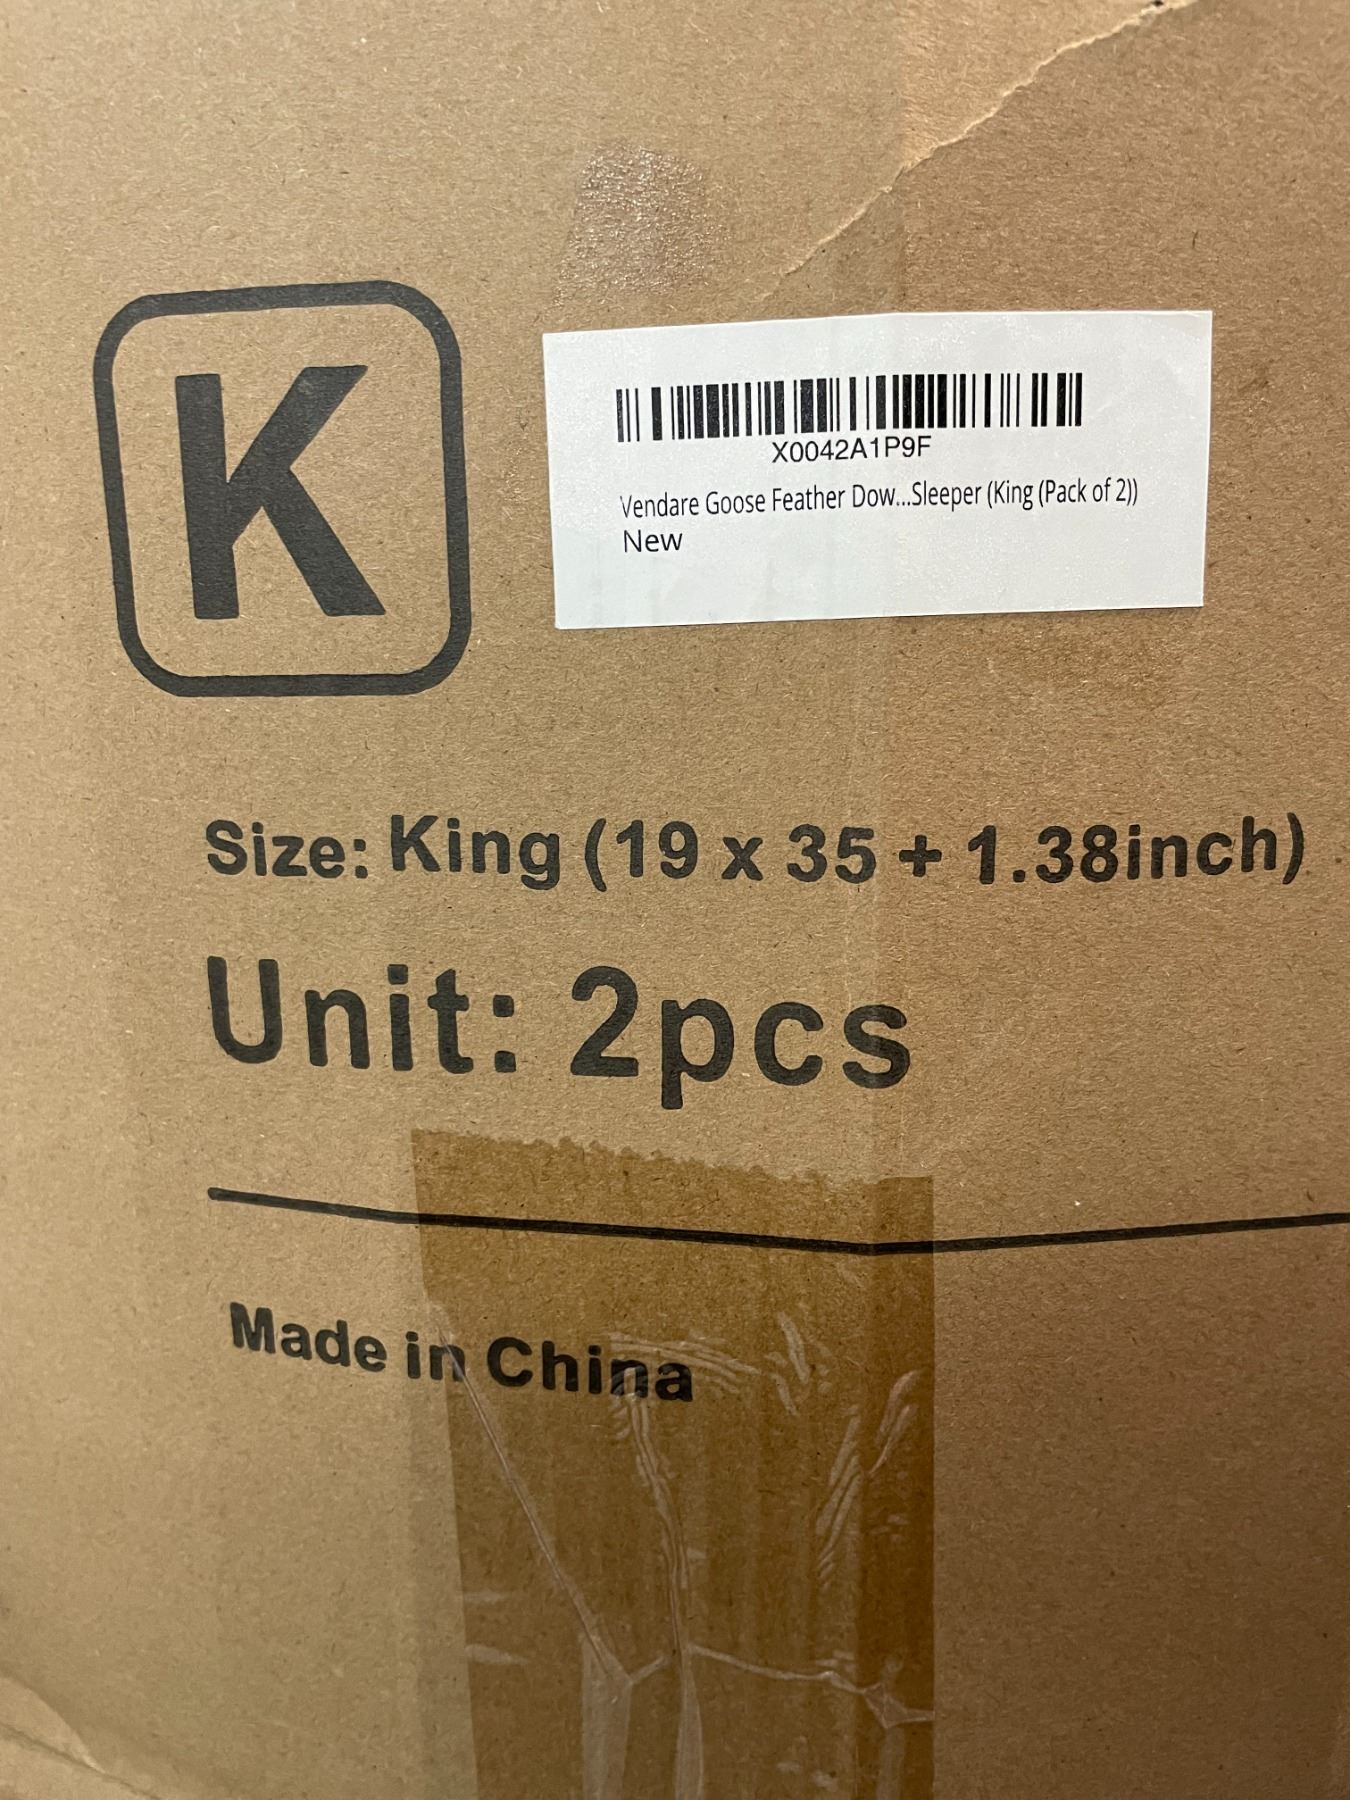 K
X0042A1P9F
Vendare Goose Feather Dow...Sleeper (King (Pack of 2))
New
Size: King (19 x 35 + 1.38inch)
Unit: 2pcs
Made in China